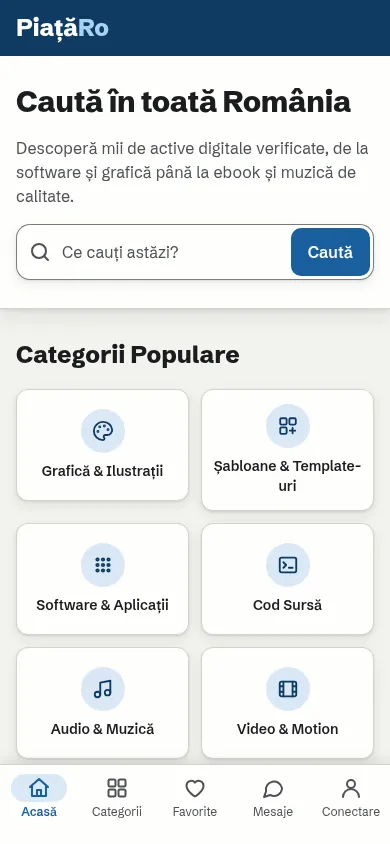 PiațăRo
Caută în toată România
Descoperă mii de active digitale verificate, de la
software și grafică până la ebook și muzică de
calitate.
Ce cauți astăzi?
Caută
Categorii Populare
Grafică & Ilustrații
Șabloane & Template-
uri
Software & Aplicații
Cod Sursă
Audio & Muzică
Video & Motion
Acasă
Categorii
Favorite
Mesaje
Conectare